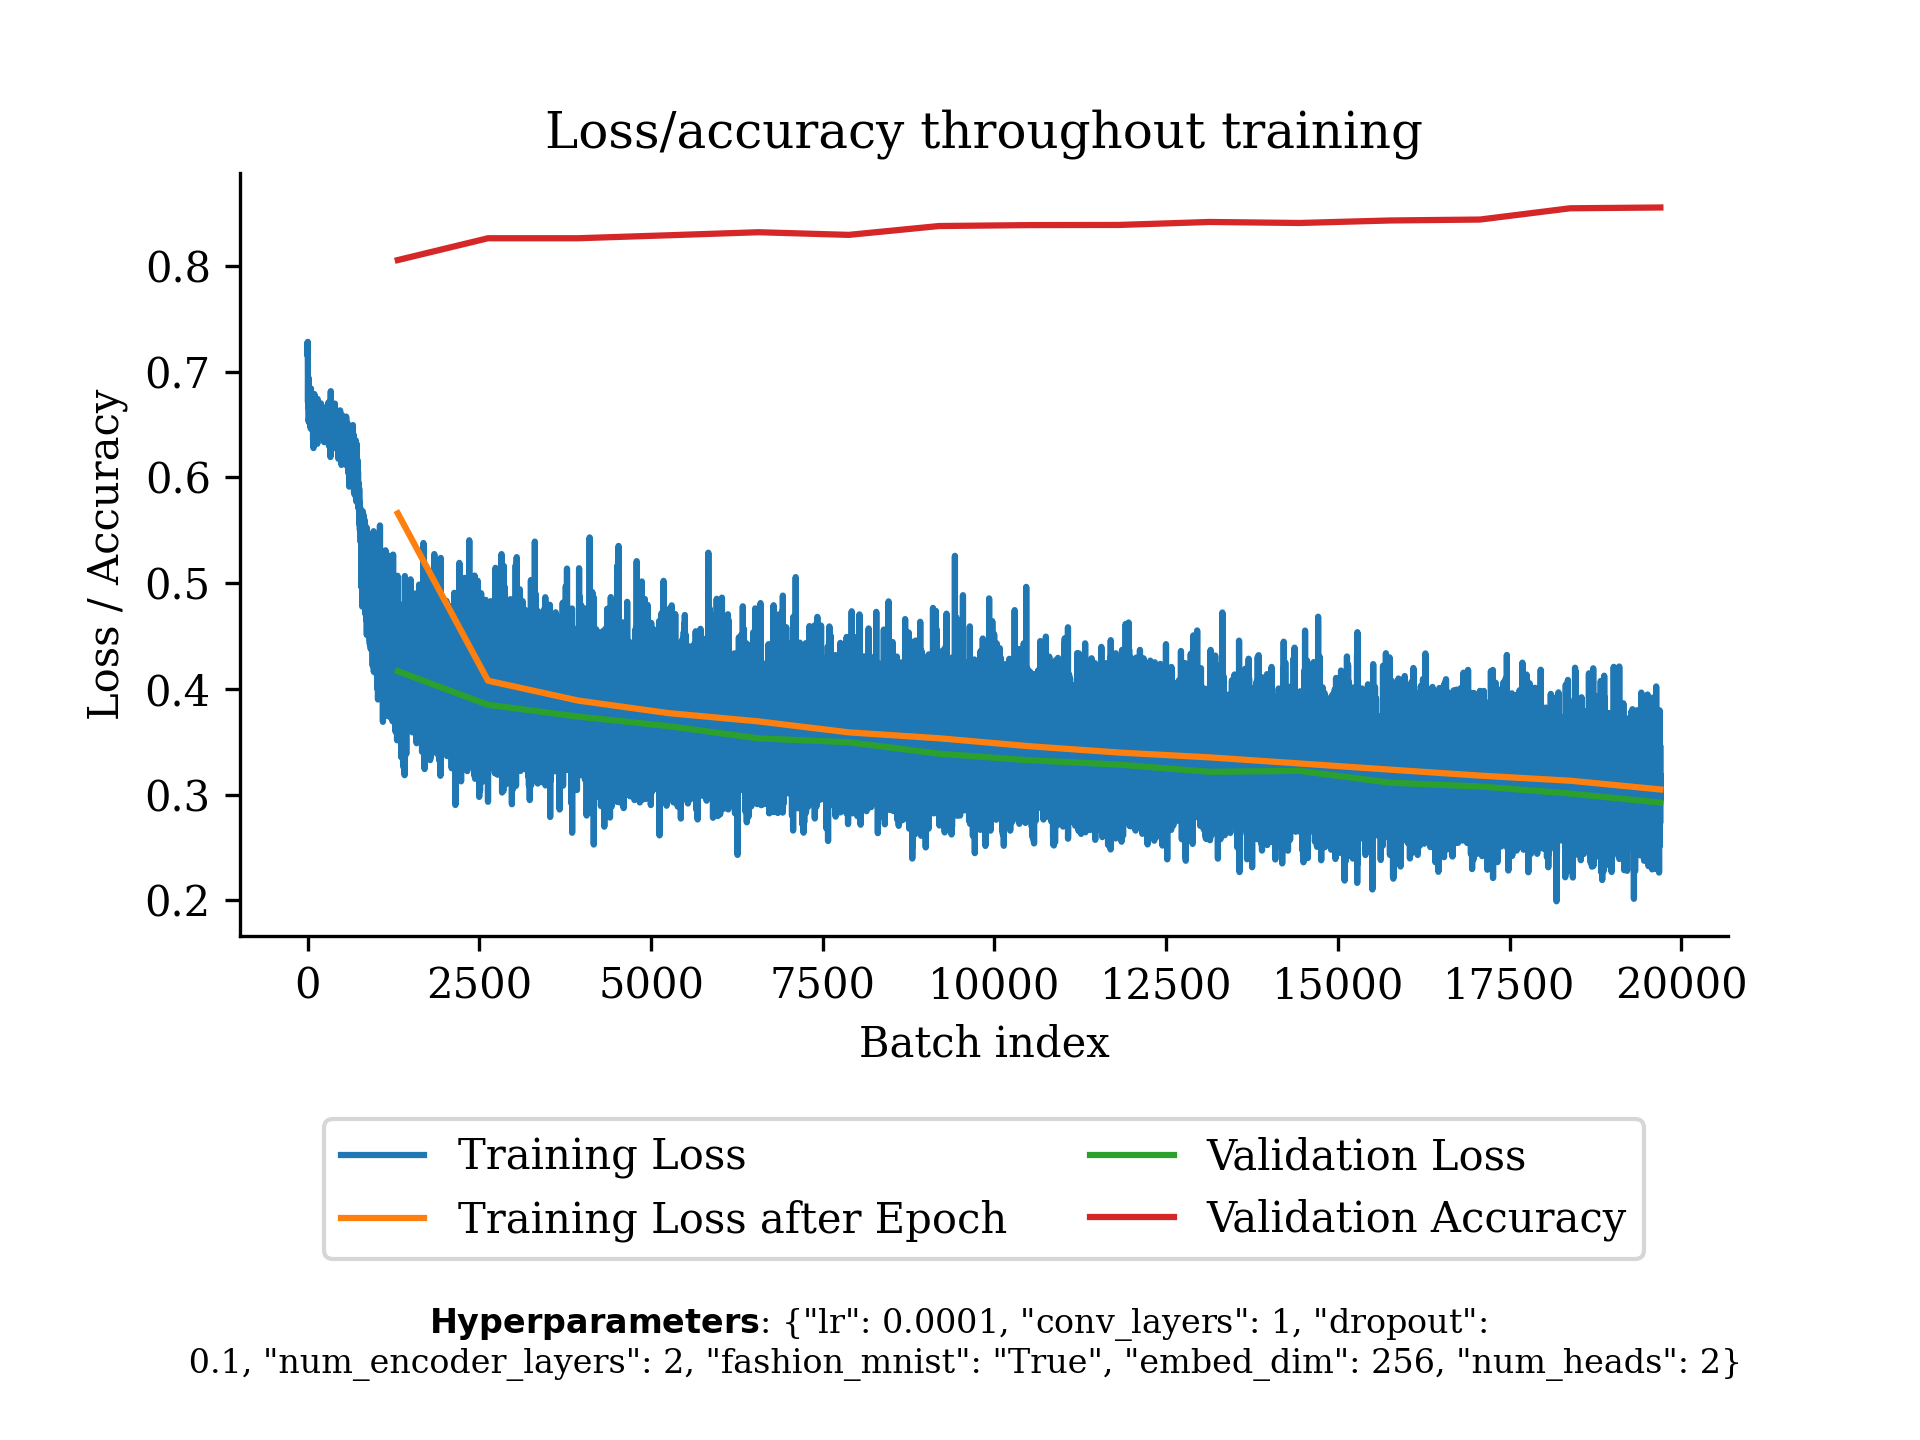 Loss/accuracy throughout training
Loss / Accuracy
0.8
0.7
0.6
0.5
0.4
0.3
0.2
0 2500 5000 7500 10000 12500 15000 17500 20000
Batch index
Training Loss
Training Loss after Epoch
Validation Loss
Validation Accuracy
Hyperparameters: {"lr": 0.0001, "conv_layers": 1, "dropout":
0.1, "num_encoder_layers": 2, "fashion_mnist": "True", "embed_dim": 256, "num_heads": 2}